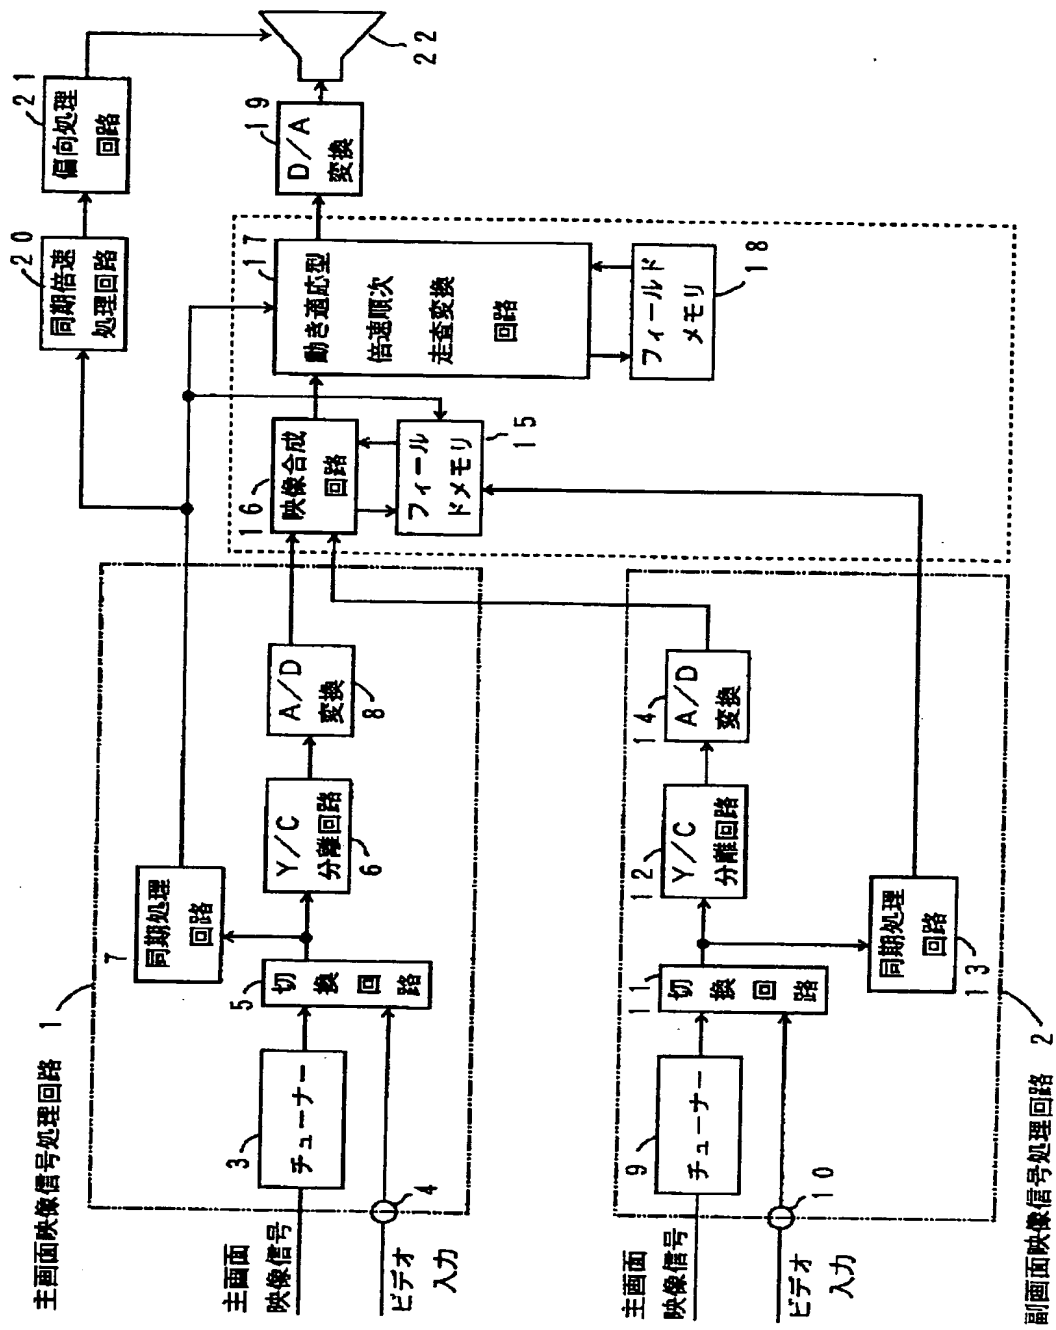 主画面映像信号処理回路 1
主画面
映像信号
ビデオ
入力
4
3
チューナー
5
切換回路
7
同期処理
回路
Y/C
分離回路
6
A/D
変換
8
16
映像合成
回路
フィール
ドメモリ
15
17
動き適応型
倍速順次
走査変換
回路
フィールド
メモリ
18
20
同期倍速
処理回路
21
偏向処理
回路
19
D/A
変換
22
主画面
映像信号
ビデオ
入力
10
9
チューナー
11
切換回路
12
Y/C
分離回路
同期処理
回路
13
14
A/D
変換
副画面映像信号処理回路 2